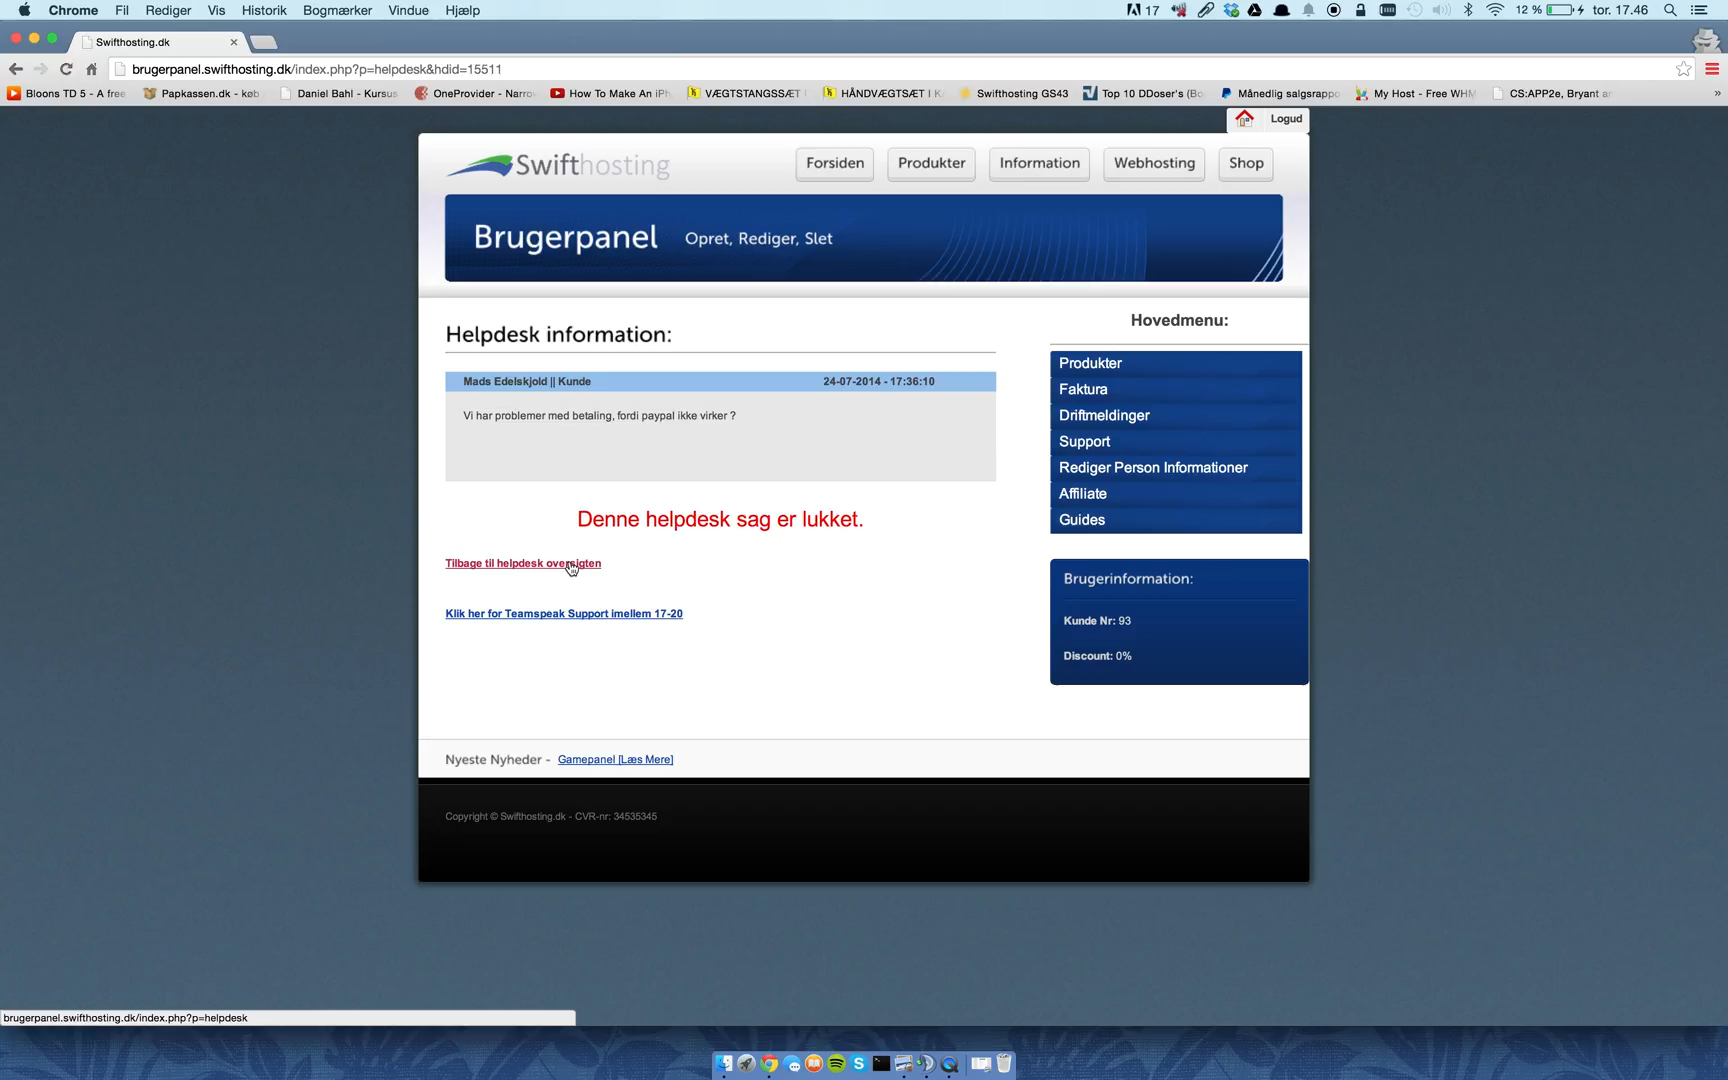 Chrome Fil Rediger Vis Historik Bogmærker Vindue Hjælp 17 12 % tor. 17.46
Swifthosting.dk
brugerpanel.swifthosting.dk/index.php?p=helpdesk&hdid=15511
Bloons TD 5 - A free Papkassen.dk - køb Daniel Bahl - Kursus OneProvider - Narro How To Make An iPh VÆGTSTANGSSÆT HÅNDVÆGTSÆT I K Swifthosting GS43 Top 10 DDoser's (Bo Månedlig salgsrappo My Host - Free WHM CS:APP2e, Bryant a »
Logud
Swifthosting Forsiden Produkter Information Webhosting Shop
Brugerpanel Opret, Rediger, Slet
Helpdesk information:
Mads Edelskjold || Kunde 24-07-2014 - 17:36:10
Vi har problemer med betaling, fordi paypal ikke virker ?
Denne helpdesk sag er lukket.
Tilbage til helpdesk oversigten
Klik her for Teamspeak Support imellem 17-20
Hovedmenu:
Produkter
Faktura
Driftmeldinger
Support
Rediger Person Informationer
Affiliate
Guides
Brugerinformation:
Kunde Nr: 93
Discount: 0%
Nyeste Nyheder - Gamepanel [Læs Mere]
Copyright © Swifthosting.dk - CVR-nr: 34535345
brugerpanel.swifthosting.dk/index.php?p=helpdesk